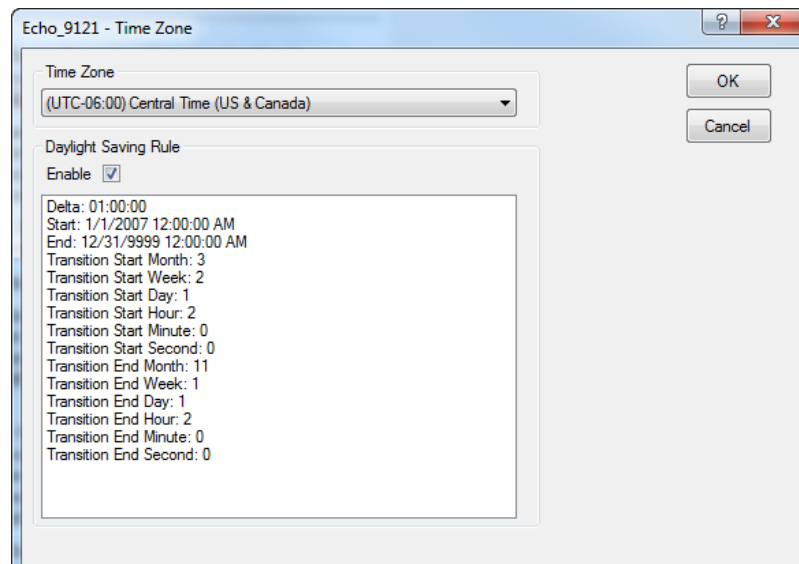 Echo_9121 - Time Zone
Time Zone
OK
(UTC-06:00) Central Time (US & Canada)
Cancel
Daylight Saving Rule
Enable
Delta: 01:00:00
Start: 1/1/2007 12:00:00 AM
End: 12/31/9999 12:00:00 AM
Transition Start Month: 3
Transition Start Week: 2
Transition Start Day: 1
Transition Start Hour: 2
Transition Start Minute: 0
Transition Start Second: 0
Transition End Month: 11
Transition End Week: 1
Transition End Day: 1
Transition End Hour: 2
Transition End Minute: 0
Transition End Second: 0